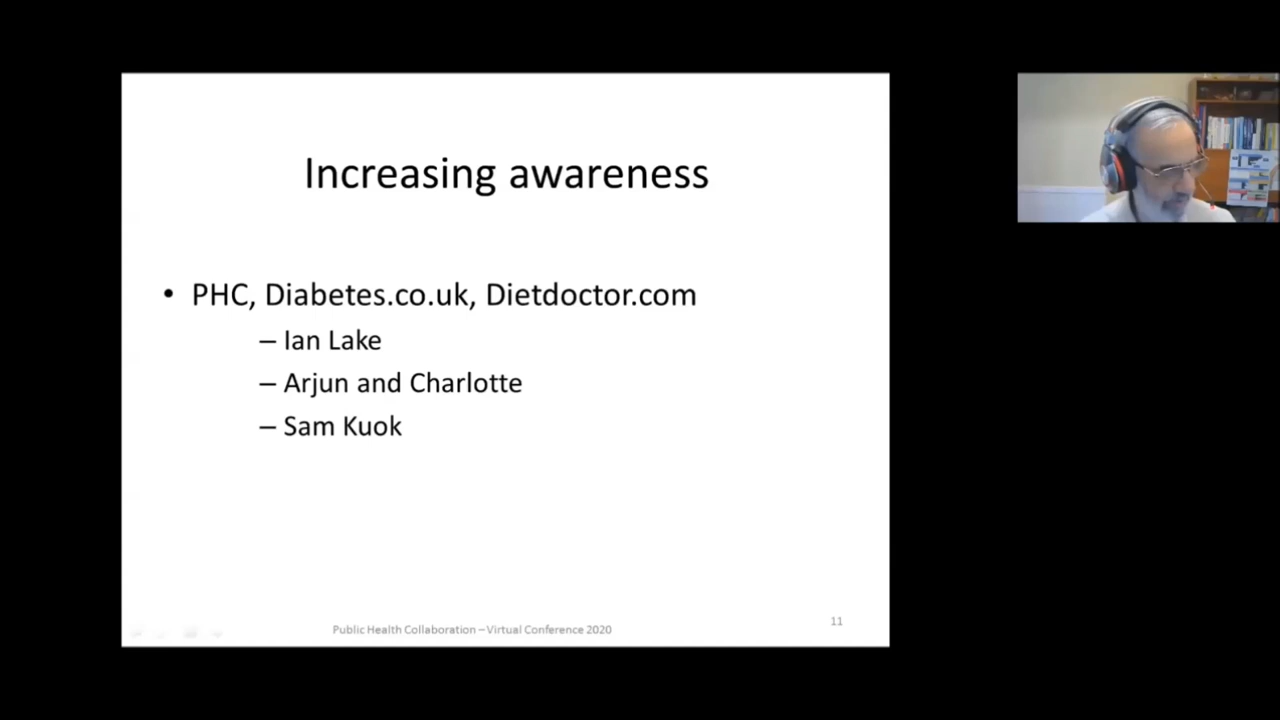 Increasing awareness
• PHC, Diabetes.co.uk, Dietdoctor.com
– Ian Lake
– Arjun and Charlotte
– Sam Kuok
Public Health Collaboration – Virtual Conference 2020
11